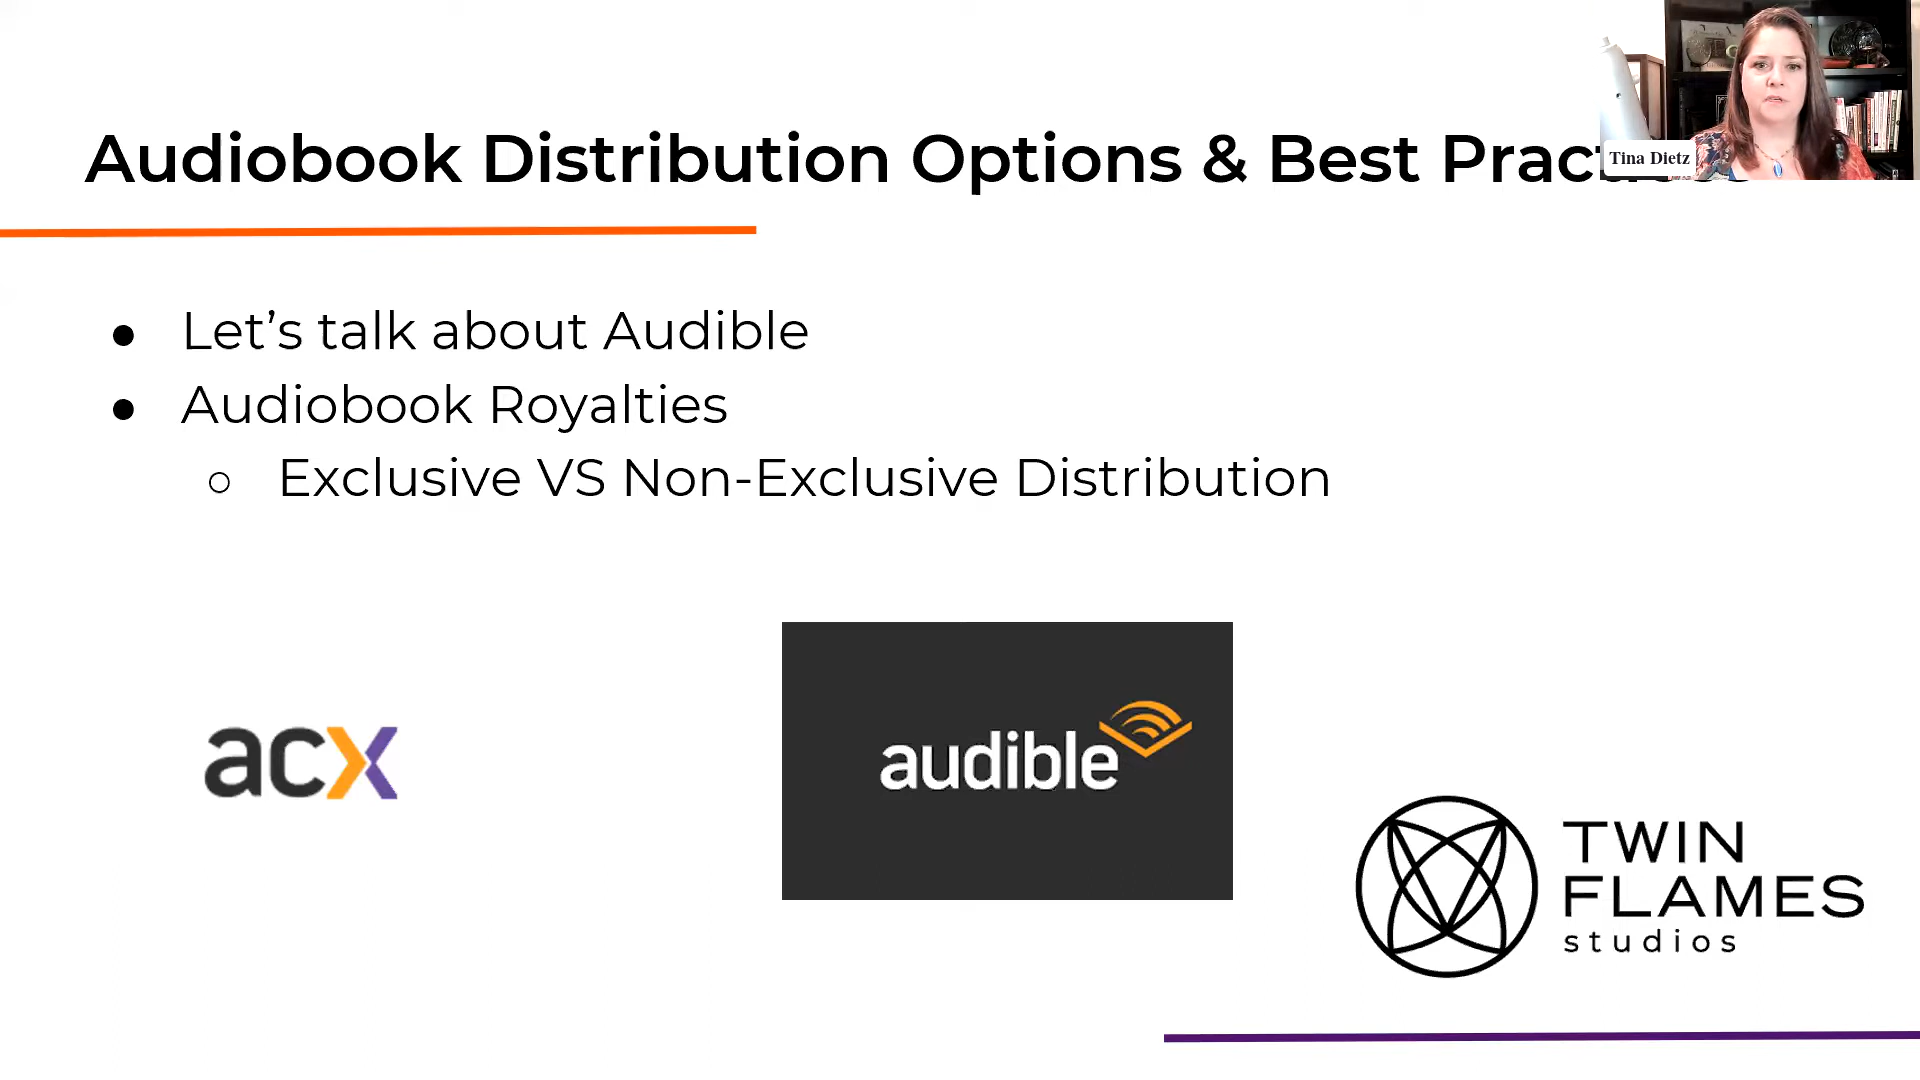 Audiobook Distribution Options & Best
Tina Dietz
● Let’s talk about Audible
● Audiobook Royalties
○ Exclusive VS Non-Exclusive Distribution
acx
audible
TWIN
FLAMES
studios